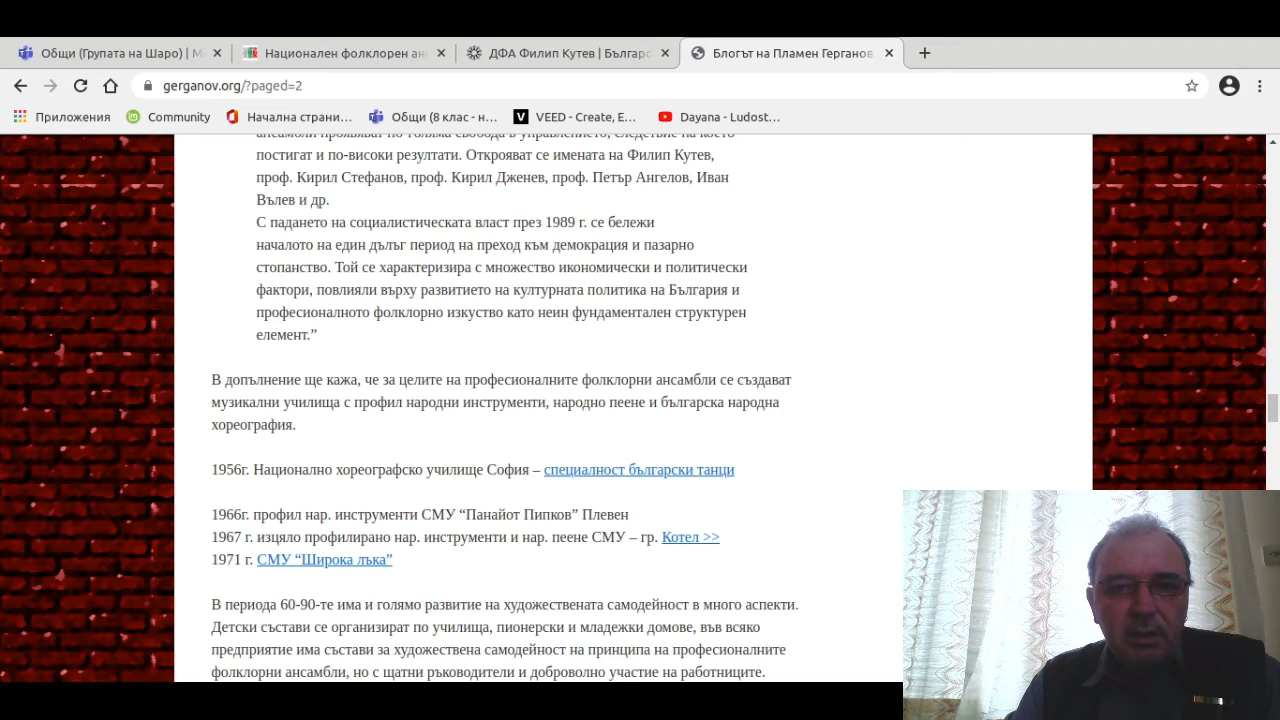 Общи (Групата на Шаро) | М
Национален фолклорен ан
ДФА Филип Кутев | Българс
Блогът на Пламен Герганов
gerganov.org/?paged=2
Приложения
Community
Начална страни...
Общи (8 клас - н...
VEED - Create, E...
Dayana - Ludost...
ансамбли проявяват по-голяма свобода в управлението, следствие на което
постигат и по-високи резултати. Открояват се имената на Филип Кутев,
проф. Кирил Стефанов, проф. Кирил Дженев, проф. Петър Ангелов, Иван
Вълев и др.
С падането на социалистическата власт през 1989 г. се бележи
началото на един дълъг период на преход към демокрация и пазарно
стопанство. Той се характеризира с множество икономически и политически
фактори, повлияли върху развитието на културната политика на България и
професионалното фолклорно изкуство като неин фундаментален структурен
елемент.”
В допълнение ще кажа, че за целите на професионалните фолклорни ансамбли се създават
музикални училища с профил народни инструменти, народно пеене и българска народна
хореография.
1956г. Национално хореографско училище София – специалност български танци
1966г. профил нар. инструменти СМУ “Панайот Пипков” Плевен
1967 г. изцяло профилирано нар. инструменти и нар. пеене СМУ – гр. Котел >>
1971 г. СМУ “Широка лъка”
В периода 60-90-те има и голямо развитие на художествената самодейност в много аспекти.
Детски състави се организират по училища, пионерски и младежки домове, във всяко
предприятие има състави за художествена самодейност на принципа на професионалните
фолклорни ансамбли, но с щатни ръководители и доброволно участие на работниците.